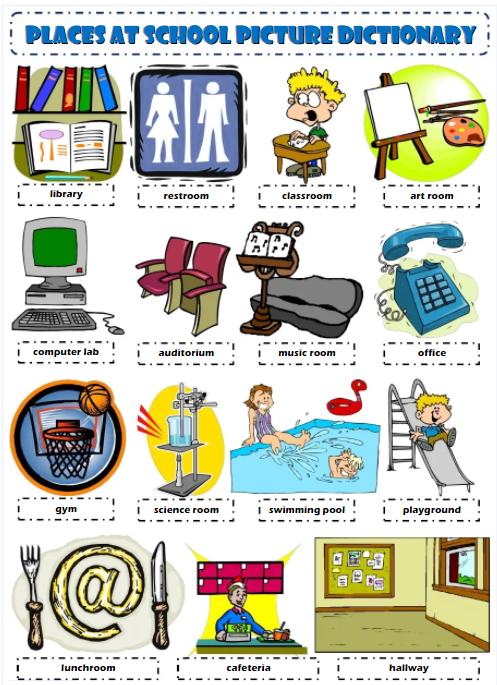 PLACES AT SCHOOL PICTURE DICTIONARY
library
restroom
classroom
art room
computer lab
auditorium
music room
office
gym
science room
swimming pool
playground
@
lunchroom
cafeteria
hallway